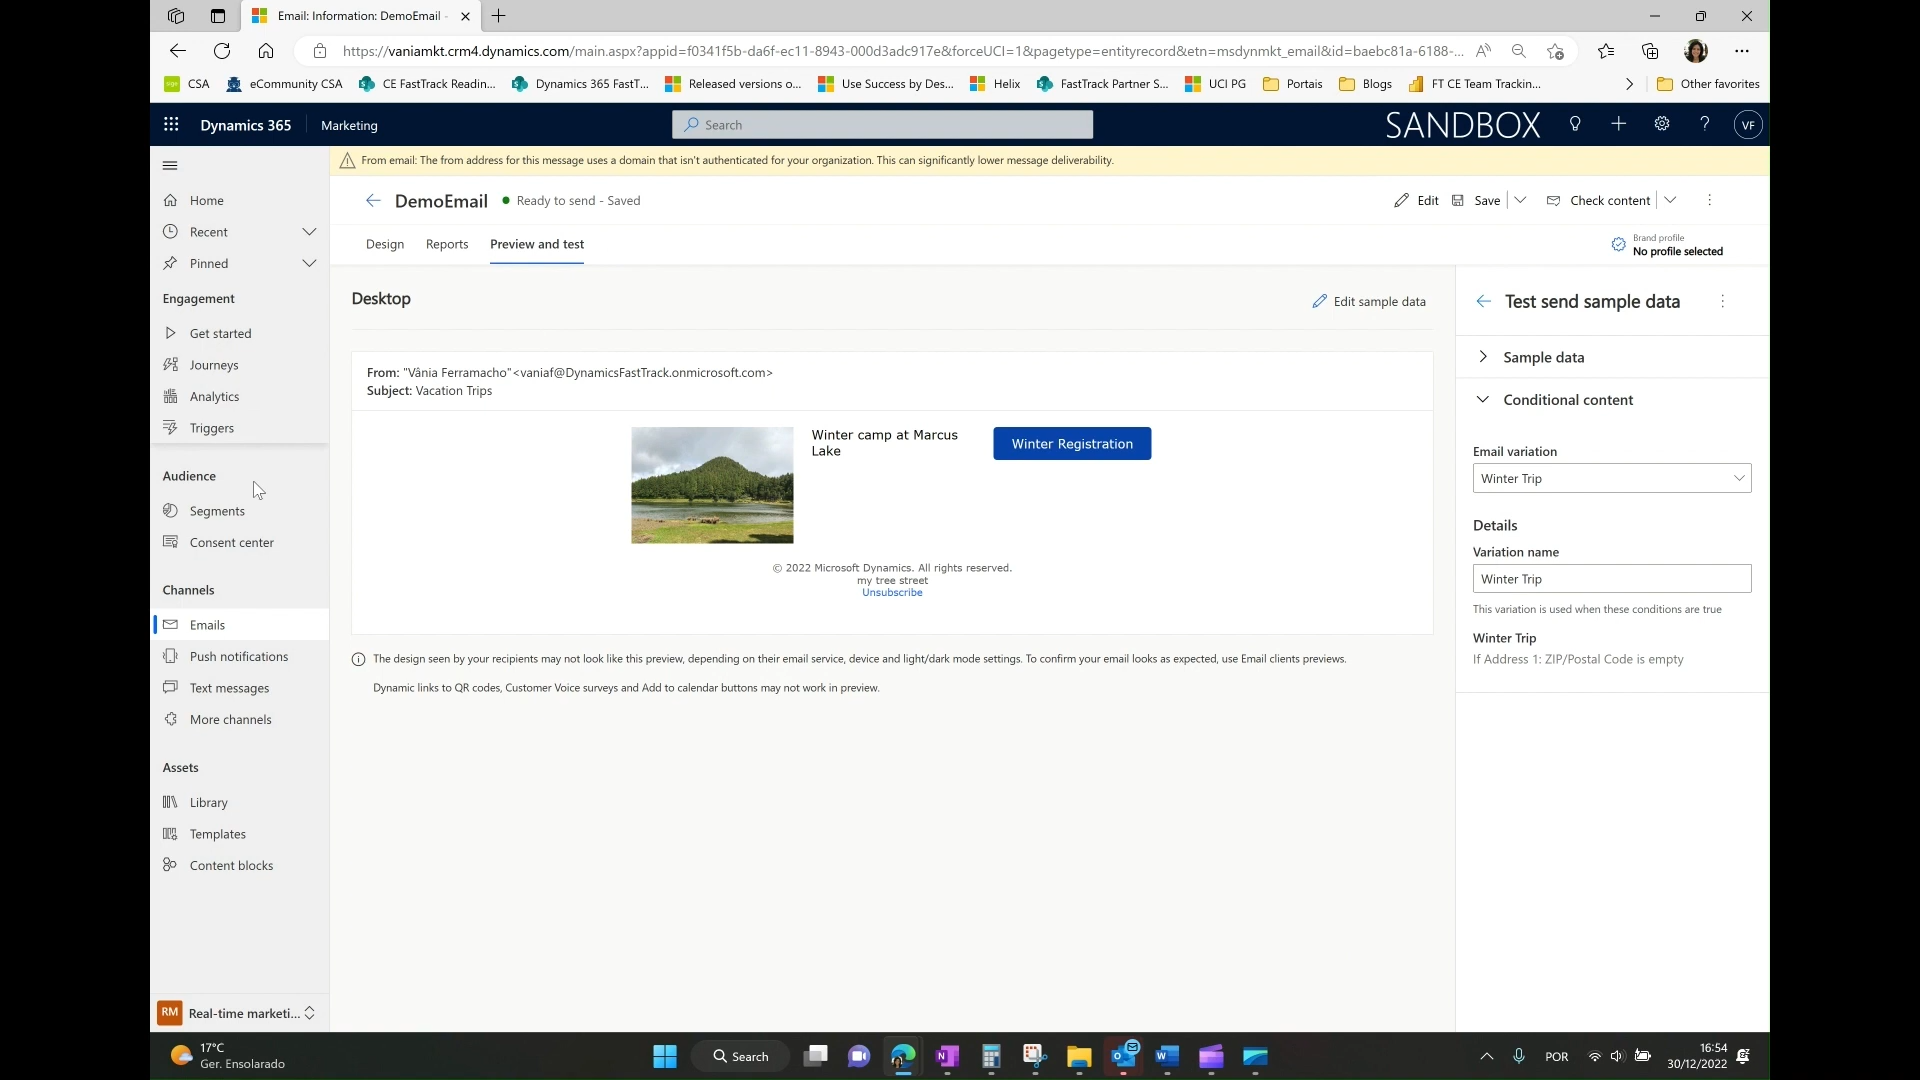 Email: Information: DemoEmail -
https://vaniamkt.crm4.dynamics.com/main.aspx?appid=f0341f5b-da6f-ec11-8943-000d3adc917e&forceUCI=1&pagetype=entityrecord&etn=msdynmkt_email&id=baebc81a-6188-...
CSA eCommunity CSA CE FastTrack Readin... Dynamics 365 FastT... Released versions o... Use Success by Des... Helix FastTrack Partner S... UCI PG Portais Blogs FT CE Team Trackin... Other favorites
Dynamics 365 Marketing Search SANDBOX VF
From email: The from address for this message uses a domain that isn't authenticated for your organization. This can significantly lower message deliverability.
DemoEmail Ready to send - Saved Edit Save Check content
Design Reports Preview and test
Brand profile
No profile selected
Home
Recent
Pinned
Engagement
Get started
Journeys
Analytics
Triggers
Audience
Segments
Consent center
Channels
Emails
Push notifications
Text messages
More channels
Assets
Library
Templates
Content blocks
RM Real-time marketi...
Desktop Edit sample data
From: "Vânia Ferramacho"<vaniaf@DynamicsFastTrack.onmicrosoft.com>
Subject: Vacation Trips
Winter camp at Marcus
Lake
Winter Registration
© 2022 Microsoft Dynamics. All rights reserved.
my tree street
Unsubscribe
The design seen by your recipients may not look like this preview, depending on their email service, device and light/dark mode settings. To confirm your email looks as expected, use Email clients previews.
Dynamic links to QR codes, Customer Voice surveys and Add to calendar buttons may not work in preview.
Test send sample data
Sample data
Conditional content
Email variation
Winter Trip
Details
Variation name
Winter Trip
This variation is used when these conditions are true
Winter Trip
If Address 1: ZIP/Postal Code is empty
17°C
Ger. Ensolarado
Search
POR
16:54
30/12/2022